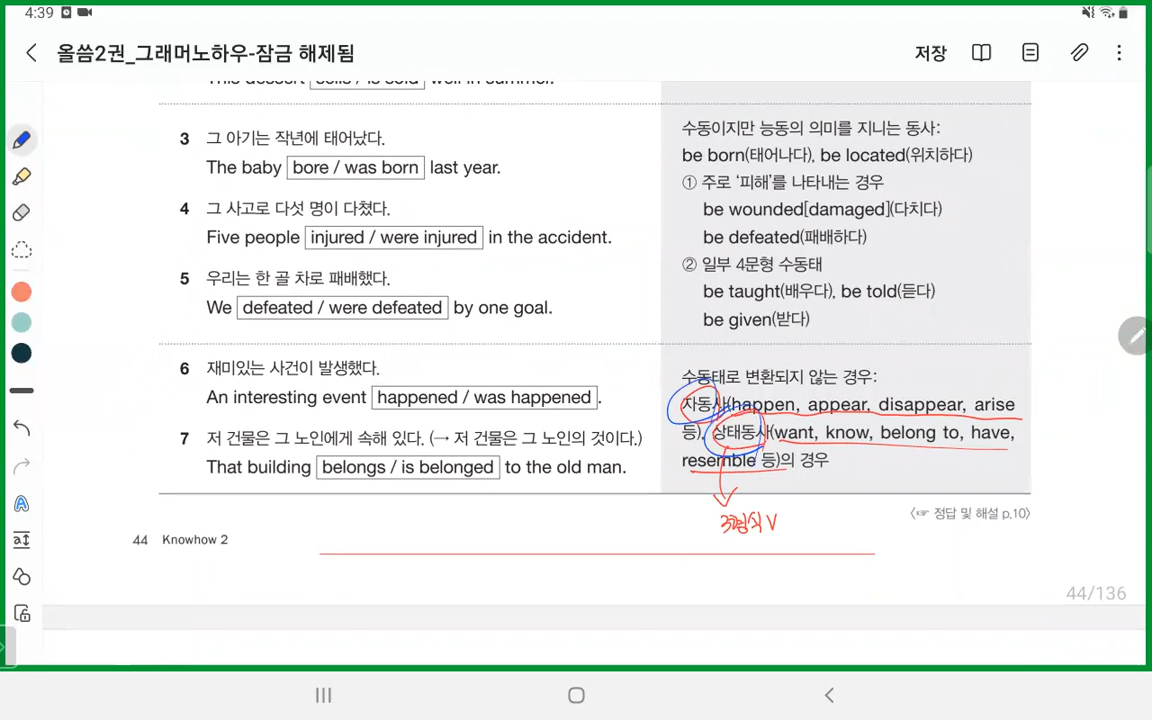 4:39
올씀2권_그래머노하우-잠금 해제됨
저장
This dessert sells / is sold well in summer.
3 그 아기는 작년에 태어났다.
The baby bore / was born last year.
4 그 사고로 다섯 명이 다쳤다.
Five people injured / were injured in the accident.
5 우리는 한 골 차로 패배했다.
We defeated / were defeated by one goal.
수동이지만 능동의 의미를 지니는 동사:
be born(태어나다), be located(위치하다)
① 주로 '피해'를 나타내는 경우
be wounded[damaged](다치다)
be defeated(패배하다)
② 일부 4문형 수동태
be taught(배우다), be told(듣다)
be given(받다)
6 재미있는 사건이 발생했다.
An interesting event happened / was happened .
7 저 건물은 그 노인에게 속해 있다. (→ 저 건물은 그 노인의 것이다.)
That building belongs / is belonged to the old man.
수동태로 변환되지 않는 경우:
자동사(happen, appear, disappear, arise
등), 상태동사(want, know, belong to, have,
resemble 등)의 경우
<☞ 정답 및 해설 p.10>
44 Knowhow 2
44/136